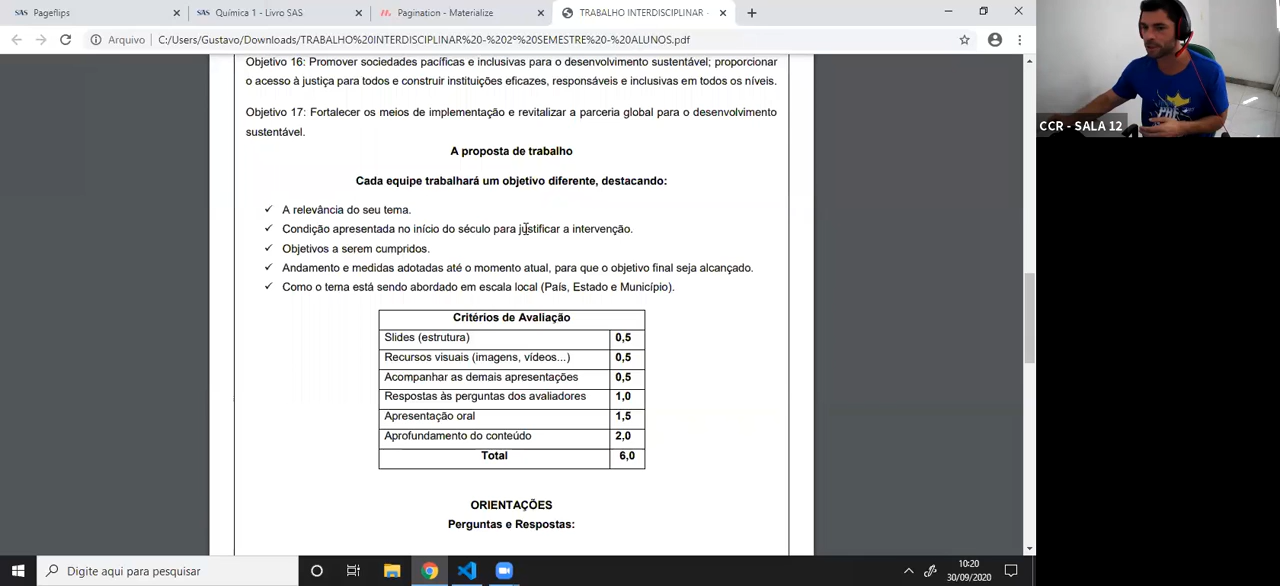 Pageflips
Química 1 - Livro SAS
Pagination - Materialize
TRABALHO INTERDISCIPLINAR -
Arquivo
C:/Users/Gustavo/Downloads/TRABALHO%20INTERDISCIPLINAR%20-%202º%20SEMESTRE%20-%20ALUNOS.pdf
Objetivo 16: Promover sociedades pacíficas e inclusivas para o desenvolvimento sustentável; proporcionar
o acesso à justiça para todos e construir instituições eficazes, responsáveis e inclusivas em todos os níveis.
Objetivo 17: Fortalecer os meios de implementação e revitalizar a parceria global para o desenvolvimento
sustentável.
A proposta de trabalho
Cada equipe trabalhará um objetivo diferente, destacando:
✓ A relevância do seu tema.
✓ Condição apresentada no início do século para justificar a intervenção.
✓ Objetivos a serem cumpridos.
✓ Andamento e medidas adotadas até o momento atual, para que o objetivo final seja alcançado.
✓ Como o tema está sendo abordado em escala local (País, Estado e Município).
Critérios de Avaliação
Slides (estrutura) 0,5
Recursos visuais (imagens, vídeos...) 0,5
Acompanhar as demais apresentações 0,5
Respostas às perguntas dos avaliadores 1,0
Apresentação oral 1,5
Aprofundamento do conteúdo 2,0
Total 6,0
ORIENTAÇÕES
Perguntas e Respostas:
CCR - SALA 12
Digite aqui para pesquisar
10:20
30/09/2020